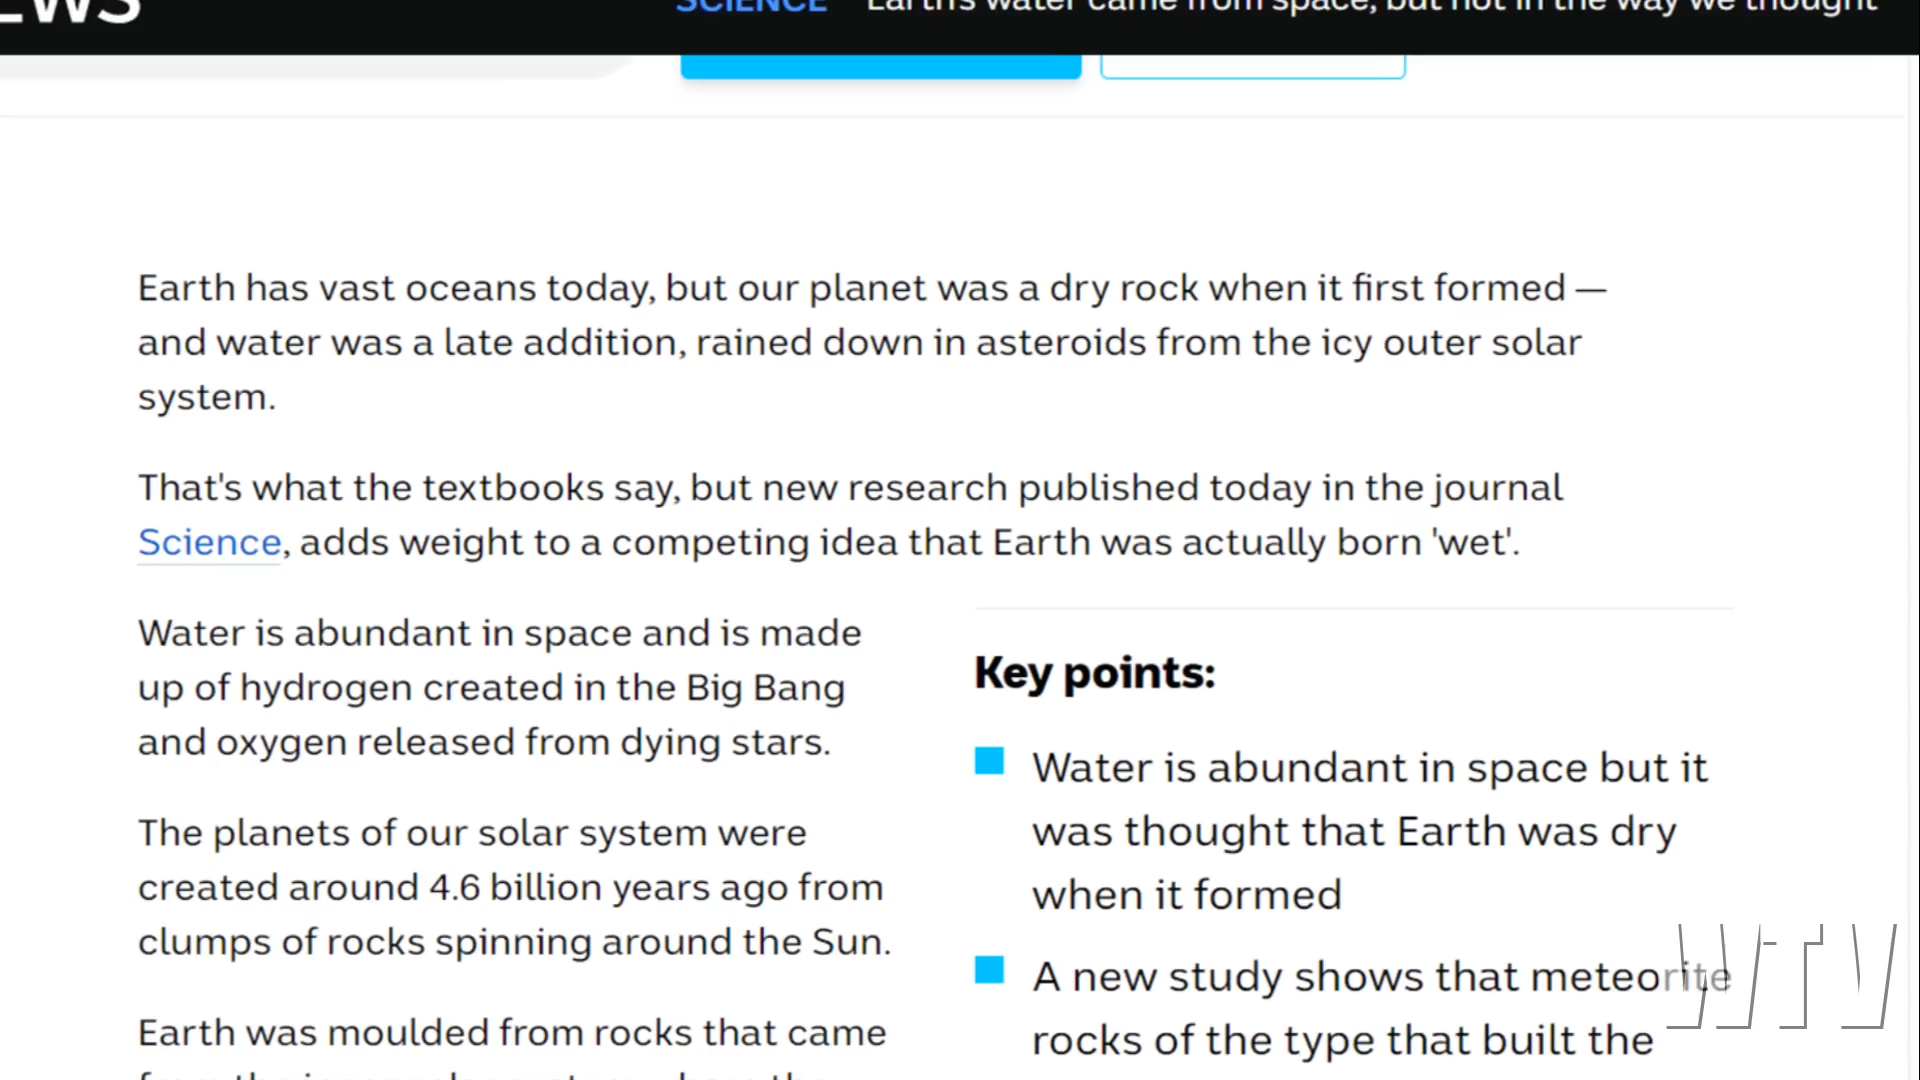 EWS
SCIENCE Earth's water came from space, but not in the way we thought
Earth has vast oceans today, but our planet was a dry rock when it first formed —
and water was a late addition, rained down in asteroids from the icy outer solar
system.
That's what the textbooks say, but new research published today in the journal
Science, adds weight to a competing idea that Earth was actually born 'wet'.
Water is abundant in space and is made
up of hydrogen created in the Big Bang
and oxygen released from dying stars.
The planets of our solar system were
created around 4.6 billion years ago from
clumps of rocks spinning around the Sun.
Earth was moulded from rocks that came
Key points:
Water is abundant in space but it
was thought that Earth was dry
when it formed
A new study shows that meteorite
rocks of the type that built the
WTV